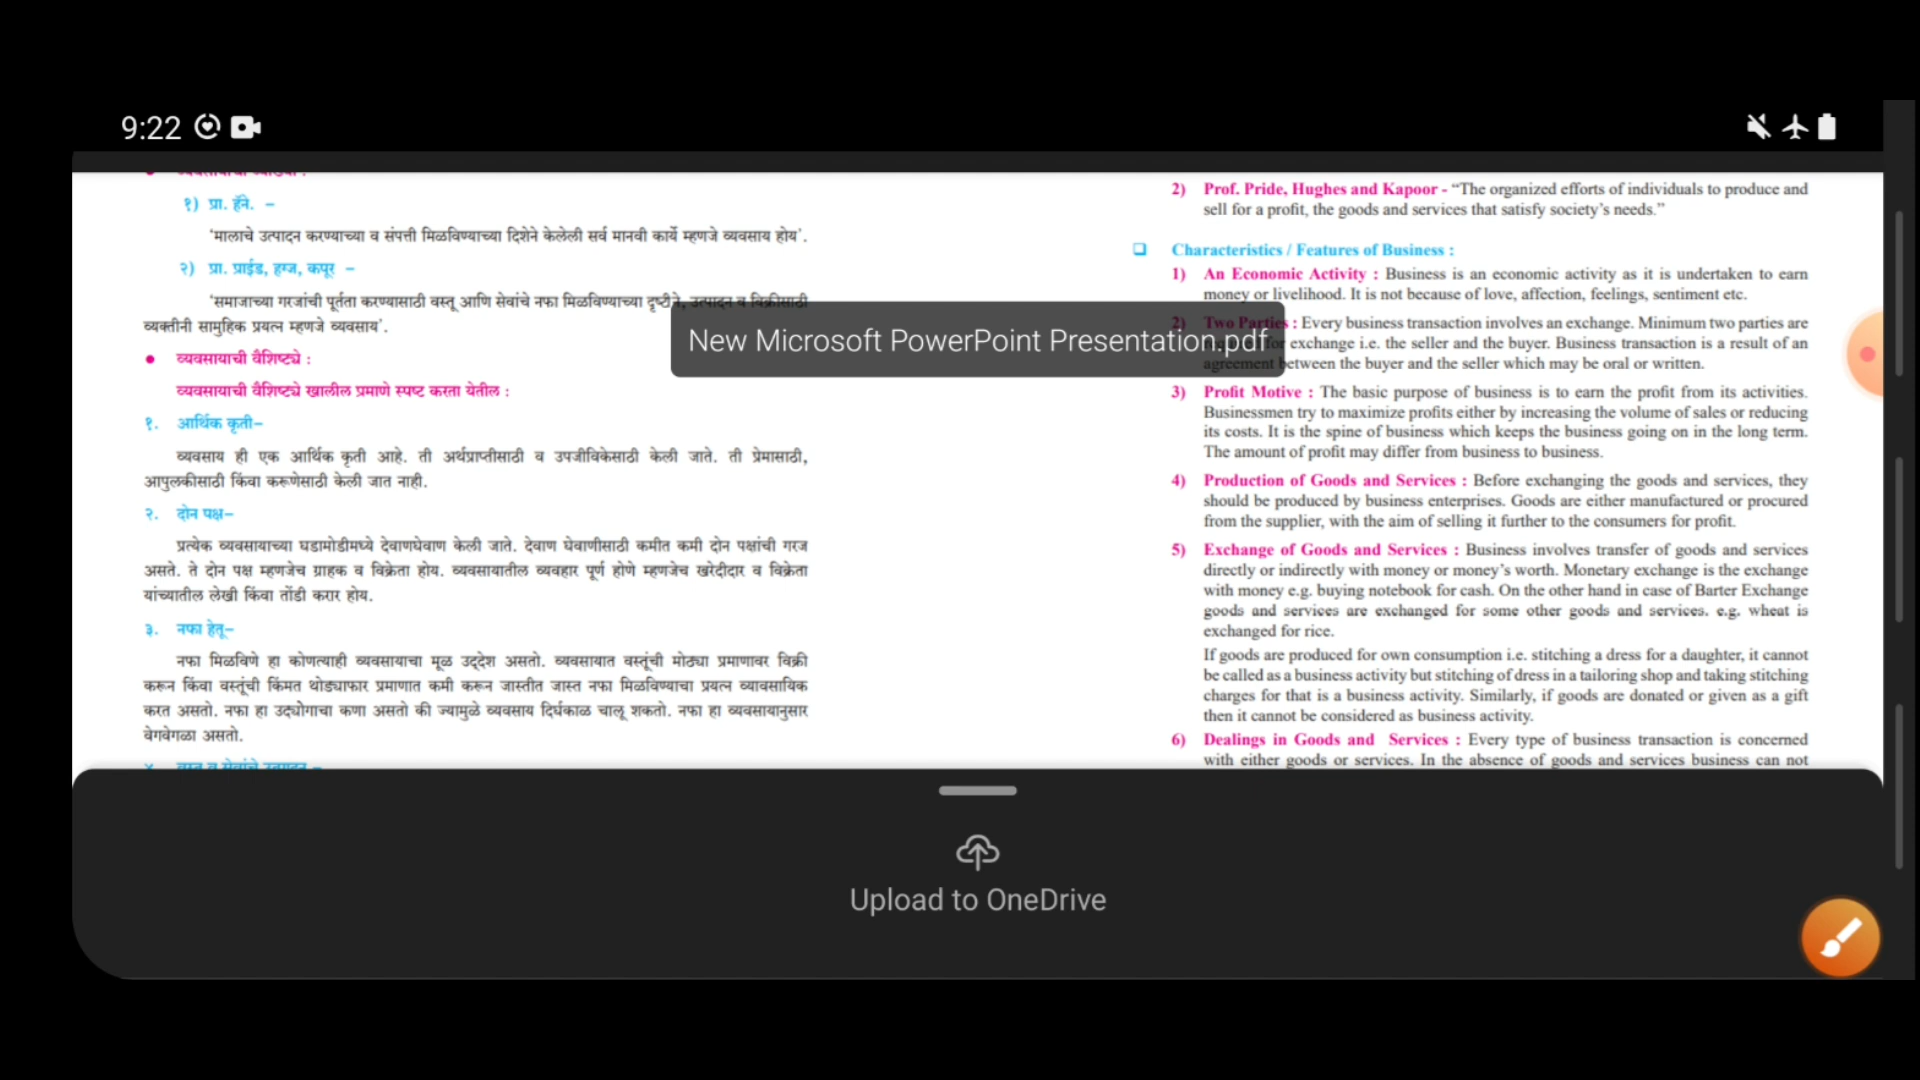 9:22
व्यवसायाची व्याख्या :
१) प्रा. हॅने. –
‘मालाचे उत्पादन करण्याच्या व संपत्ती मिळविण्याच्या दिशेने केलेली सर्व मानवी कार्ये म्हणजे व्यवसाय होय’.
२) प्रा. प्राईड, हग्ज, कपूर –
‘समाजाच्या गरजांची पूर्तता करण्यासाठी वस्तू आणि सेवांचे नफा मिळविण्याच्या दृष्टीने, उत्पादन व विक्रीसाठी
व्यक्तीनी सामुहिक प्रयत्न म्हणजे व्यवसाय’.
● व्यवसायाची वैशिष्ट्ये :
व्यवसायाची वैशिष्ट्ये खालील प्रमाणे स्पष्ट करता येतील :
१. आर्थिक कृती–
व्यवसाय ही एक आर्थिक कृती आहे. ती अर्थप्राप्तीसाठी व उपजीविकेसाठी केली जाते. ती प्रेमासाठी,
आपुलकीसाठी किंवा करूणेसाठी केली जात नाही.
२. दोन पक्ष–
प्रत्येक व्यवसायाच्या घडामोडीमध्ये देवाणघेवाण केली जाते. देवाण घेवाणीसाठी कमीत कमी दोन पक्षांची गरज
असते. ते दोन पक्ष म्हणजेच ग्राहक व विक्रेता होय. व्यवसायातील व्यवहार पूर्ण होणे म्हणजेच खरेदीदार व विक्रेता
यांच्यातील लेखी किंवा तोंडी करार होय.
३. नफा हेतू–
नफा मिळविणे हा कोणत्याही व्यवसायाचा मूळ उद्देश असतो. व्यवसायात वस्तूंची मोठ्या प्रमाणावर विक्री
करून किंवा वस्तूंची किंमत थोड्याफार प्रमाणात कमी करून जास्तीत जास्त नफा मिळविण्याचा प्रयत्न व्यावसायिक
करत असतो. नफा हा उद्योगाचा कणा असतो की ज्यामुळे व्यवसाय दिर्घकाळ चालू शकतो. नफा हा व्यवसायानुसार
वेगवेगळा असतो.
४. वस्तू व सेवांचे उत्पादन –
2) Prof. Pride, Hughes and Kapoor - “The organized efforts of individuals to produce and
sell for a profit, the goods and services that satisfy society’s needs.”
❑ Characteristics / Features of Business :
1) An Economic Activity : Business is an economic activity as it is undertaken to earn
money or livelihood. It is not because of love, affection, feelings, sentiment etc.
2) Two Parties : Every business transaction involves an exchange. Minimum two parties are
required for exchange i.e. the seller and the buyer. Business transaction is a result of an
agreement between the buyer and the seller which may be oral or written.
3) Profit Motive : The basic purpose of business is to earn the profit from its activities.
Businessmen try to maximize profits either by increasing the volume of sales or reducing
its costs. It is the spine of business which keeps the business going on in the long term.
The amount of profit may differ from business to business.
4) Production of Goods and Services : Before exchanging the goods and services, they
should be produced by business enterprises. Goods are either manufactured or procured
from the supplier, with the aim of selling it further to the consumers for profit.
5) Exchange of Goods and Services : Business involves transfer of goods and services
directly or indirectly with money or money’s worth. Monetary exchange is the exchange
with money e.g. buying notebook for cash. On the other hand in case of Barter Exchange
goods and services are exchanged for some other goods and services. e.g. wheat is
exchanged for rice.
If goods are produced for own consumption i.e. stitching a dress for a daughter, it cannot
be called as a business activity but stitching of dress in a tailoring shop and taking stitching
charges for that is a business activity. Similarly, if goods are donated or given as a gift
then it cannot be considered as business activity.
6) Dealings in Goods and Services : Every type of business transaction is concerned
with either goods or services. In the absence of goods and services business can not
New Microsoft PowerPoint Presentation.pdf
Upload to OneDrive